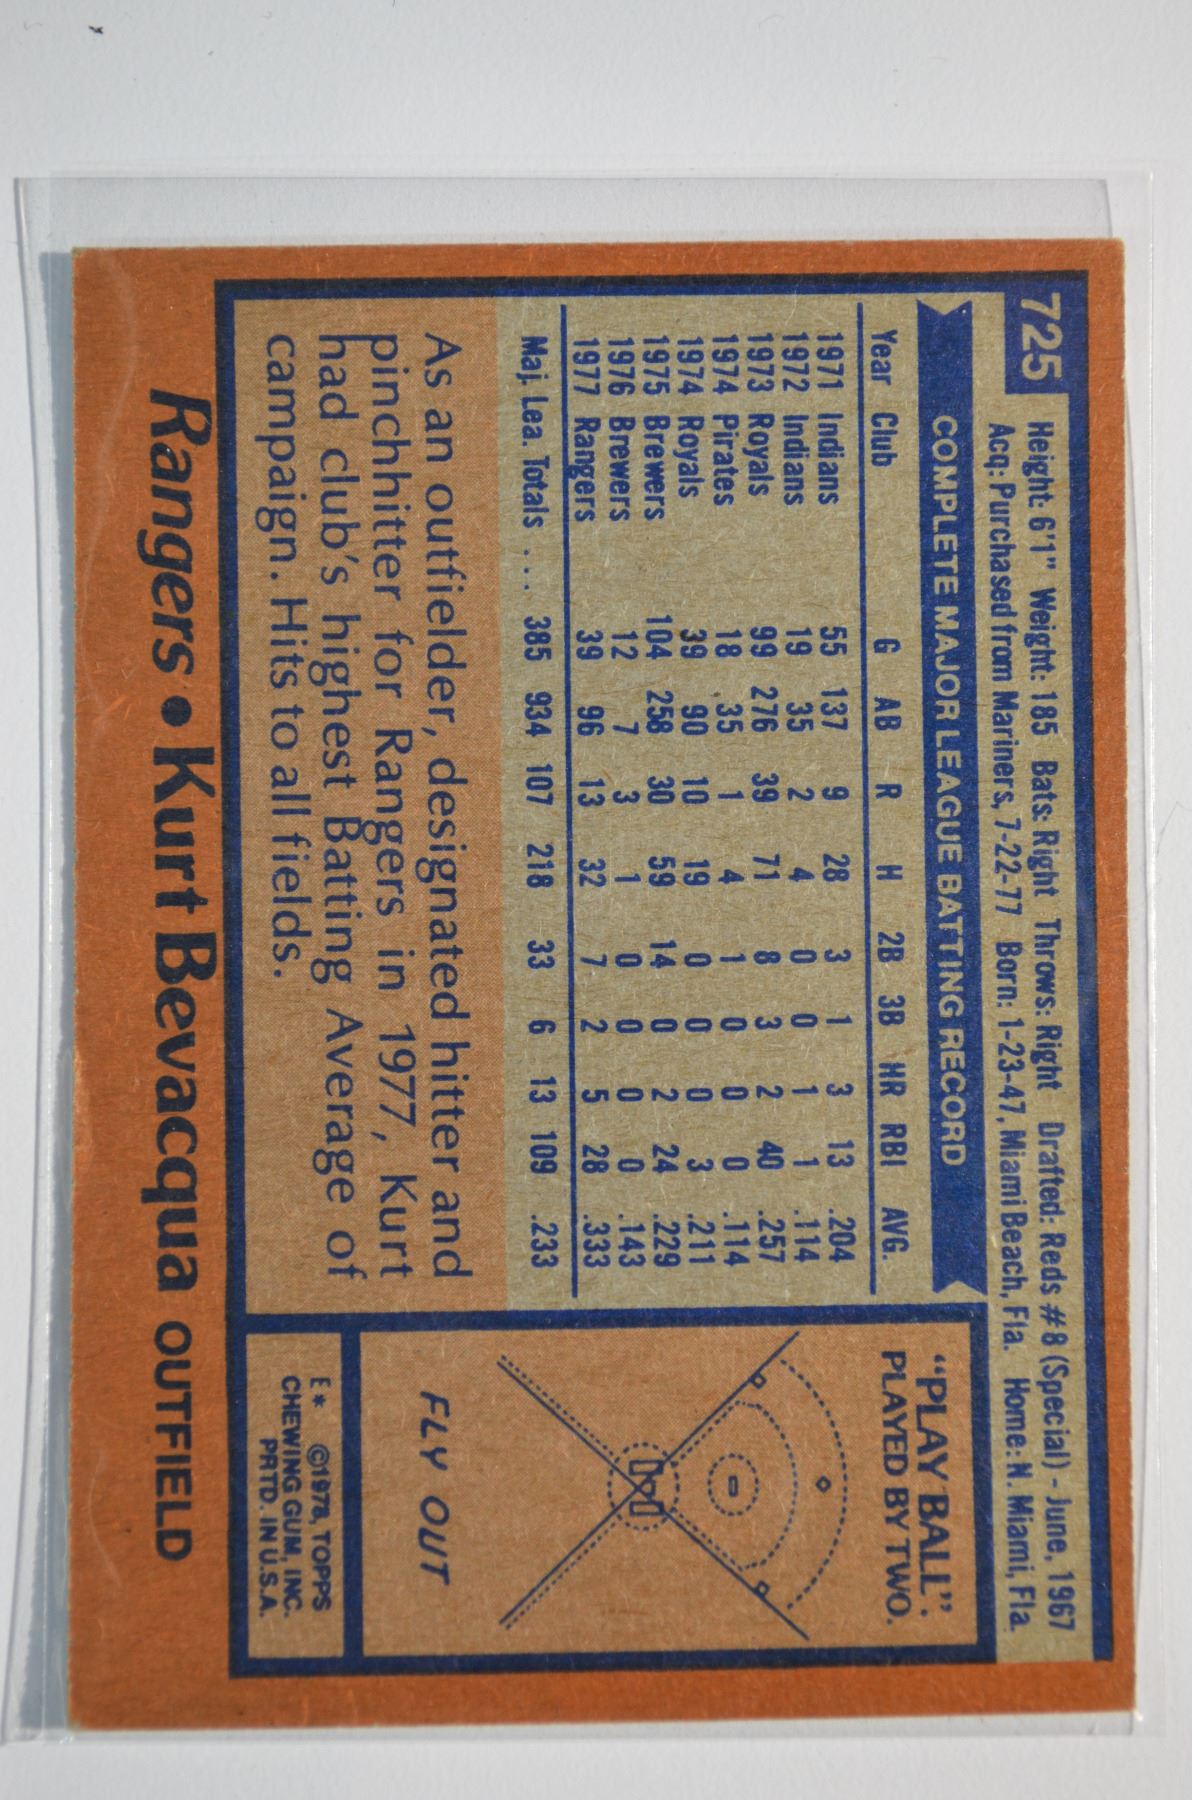 725
Height: 6'1" Weight: 185 Bats: Right Throws: Right Drafted: Reds #8 (Special) - June, 1967
Acq: Purchased from Mariners, 7-22-77 Born: 1-23-47, Miami Beach, Fla. Home: N. Miami, Fla.
COMPLETE MAJOR LEAGUE BATTING RECORD
Year Club G AB R H 2B 3B HR RBI AVG.
1971 Indians 55 137 9 28 3 1 3 13 .204
1972 Indians 19 35 2 4 0 0 1 1 .114
1973 Royals 99 276 39 71 8 3 2 40 .257
1974 Pirates 18 35 1 4 1 0 0 0 .114
1974 Royals 39 90 10 19 0 0 0 3 .211
1975 Brewers 104 258 30 59 14 0 2 24 .229
1976 Brewers 12 7 3 1 0 0 0 0 .143
1977 Rangers 39 96 13 32 7 2 5 28 .333
Maj. Lea. Totals ... 385 934 107 218 33 6 13 109 .233
As an outfielder, designated hitter and
pinchhitter for Rangers in 1977, Kurt
had club's highest Batting Average of
campaign. Hits to all fields.
"PLAY BALL".
PLAYED BY TWO.
FLY OUT
E* ©1978, TOPPS
CHEWING GUM, INC.
PRTD. IN U.S.A.
Rangers • Kurt Bevacqua OUTFIELD